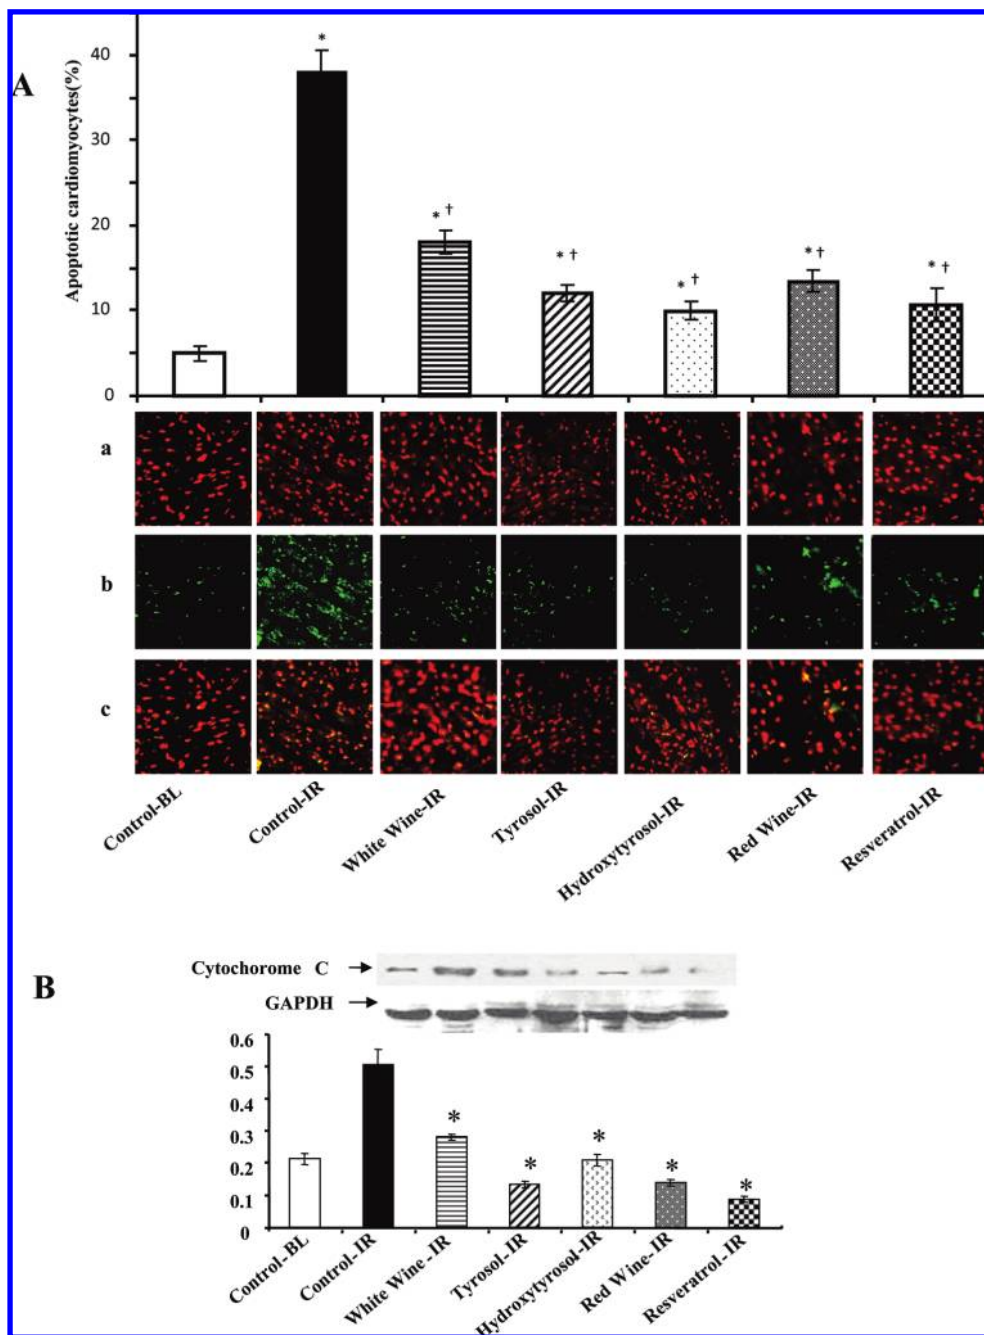 A
Apoptotic cardiomyocytes(%)
40
30
20
10
0
*
* †
* †
* †
* †
* †
a
b
c
Control-BL
Control-IR
White Wine-IR
Tyrosol-IR
Hydroxytyrosol-IR
Red Wine-IR
Resveratrol-IR
B
Cytochorome C
GAPDH
0.6
0.5
0.4
0.3
0.2
0.1
0
*
*
*
*
*
Control-BL
Control-IR
White Wine-IR
Tyrosol-IR
Hydroxytyrosol-IR
Red Wine-IR
Resveratrol-IR